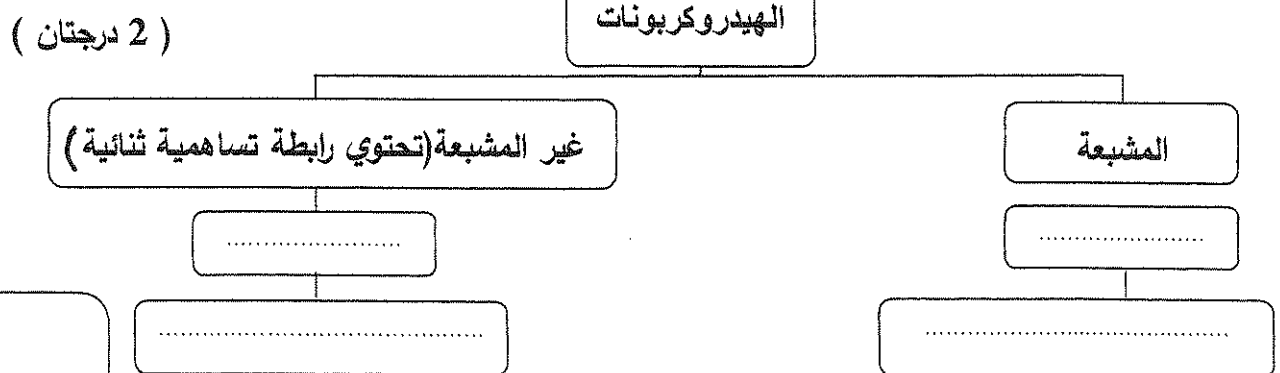 الهيدروكربونات
( 2 درجتان )
المشبعة
غير المشبعة(تحتوي رابطة تساهمية ثنائية)
........................
........................
........................................
........................................